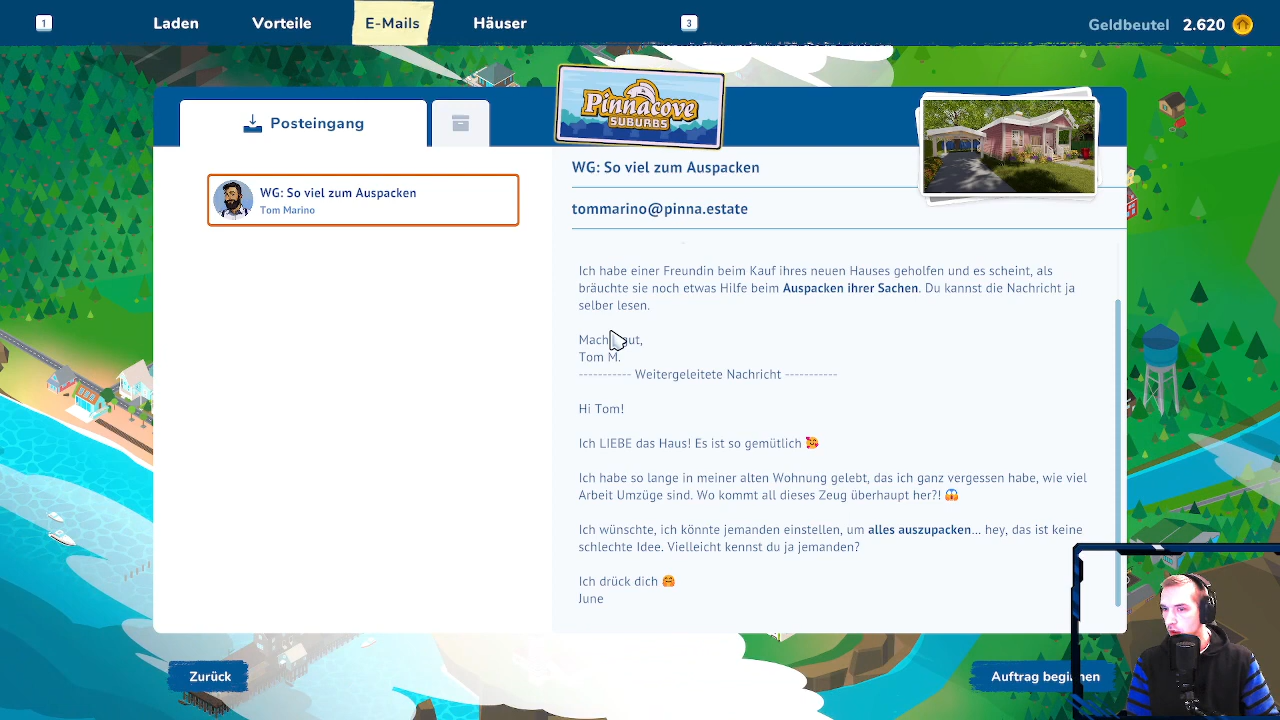 1
Laden
Vorteile
E-Mails
Häuser
3
Geldbeutel 2.620
Posteingang
Pinnacove
SUBURBS
WG: So viel zum Auspacken
Tom Marino
WG: So viel zum Auspacken
tommarino@pinna.estate
Ich habe einer Freundin beim Kauf ihres neuen Hauses geholfen und es scheint, als
bräuchte sie noch etwas Hilfe beim Auspacken ihrer Sachen. Du kannst die Nachricht ja
selber lesen.
Mach ut,
Tom M.
----------- Weitergeleitete Nachricht -----------
Hi Tom!
Ich LIEBE das Haus! Es ist so gemütlich 🥰
Ich habe so lange in meiner alten Wohnung gelebt, das ich ganz vergessen habe, wie viel
Arbeit Umzüge sind. Wo kommt all dieses Zeug überhaupt her?! 😱
Ich wünschte, ich könnte jemanden einstellen, um alles auszupacken... hey, das ist keine
schlechte Idee. Vielleicht kennst du ja jemanden?
Ich drück dich 🤗
June
Zurück
Auftrag beginnen